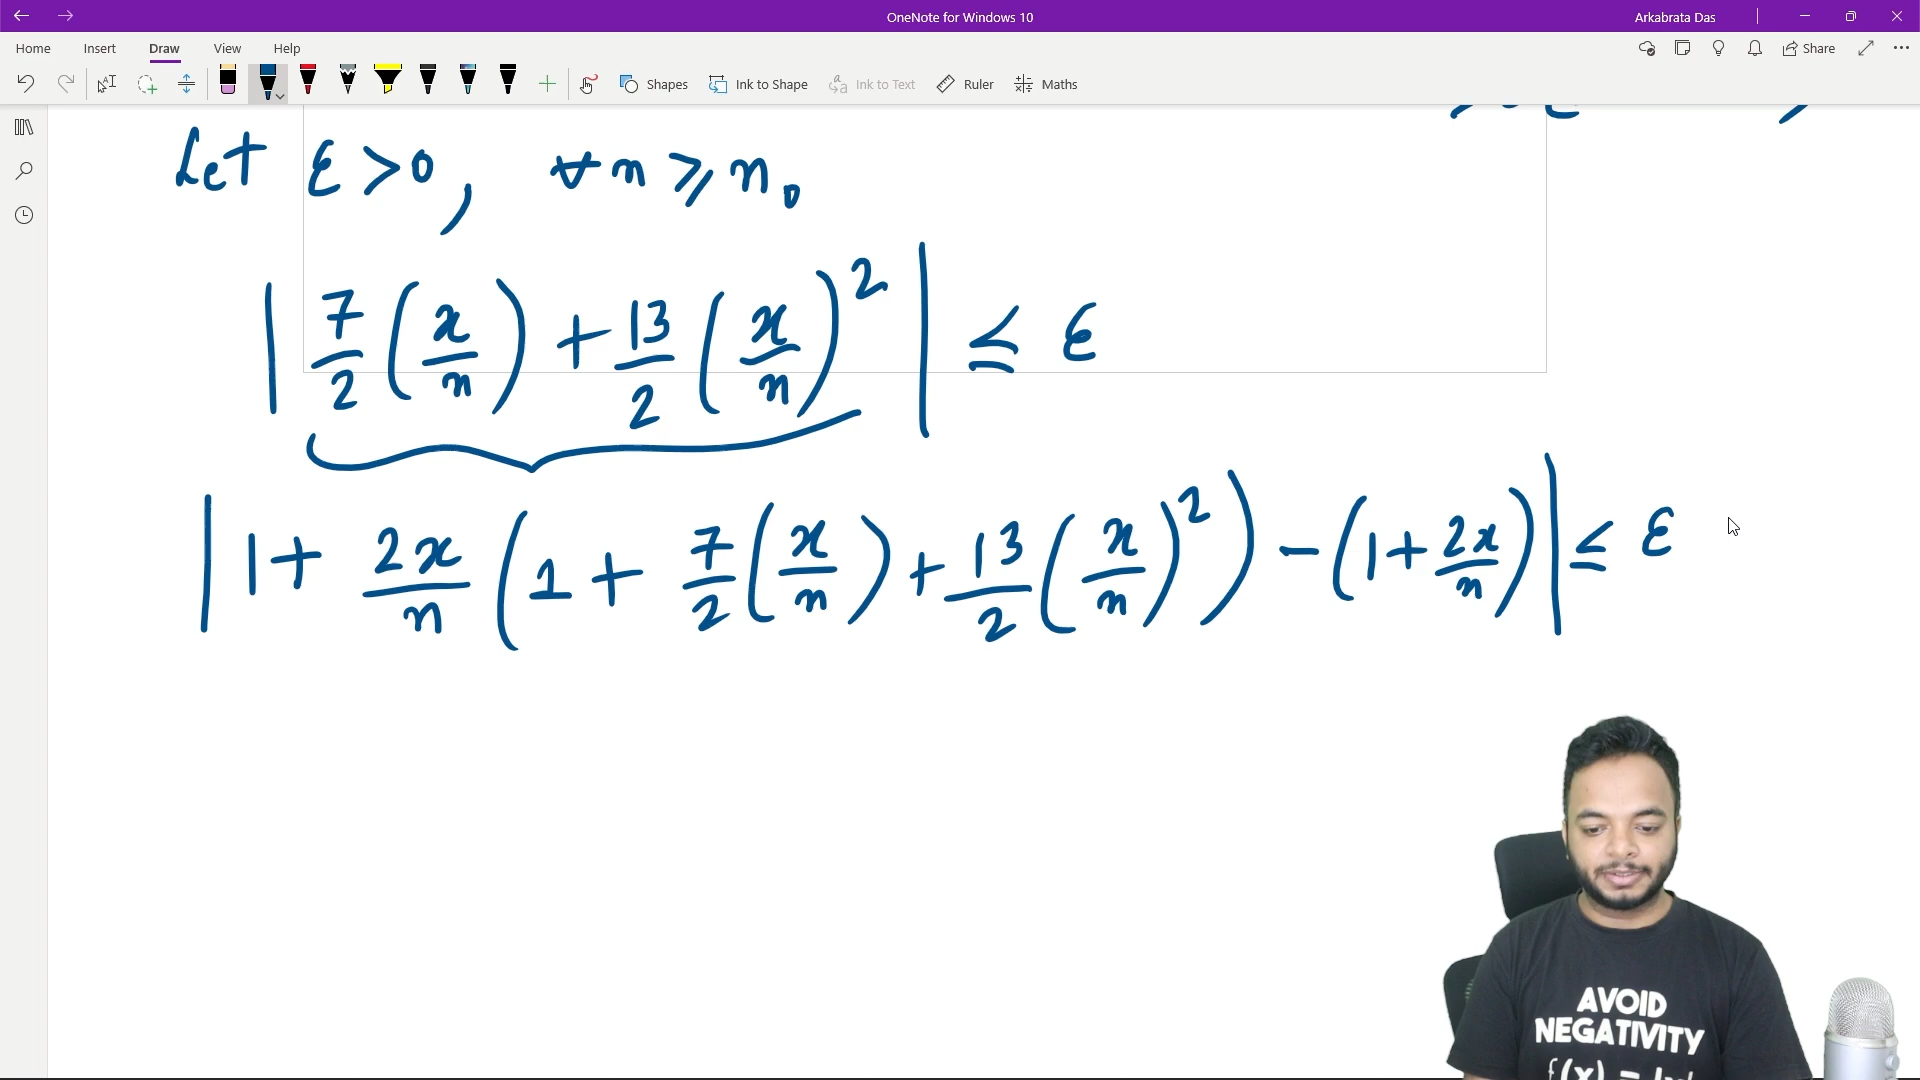 OneNote for Windows 10
Arkabrata Das
Home Insert Draw View Help
Share
Shapes Ink to Shape Ink to Text Ruler Maths
Let ε > 0, ∀ n ⩾ n₀
| 7/2 (x/n) + 13/2 (x/n)² | ≤ ε
| 1 + 2x/n (1 + 7/2 (x/n) + 13/2 (x/n)²) - (1 + 2x/n) | ≤ ε
AVOID
NEGATIVITY
f(x) = |x|